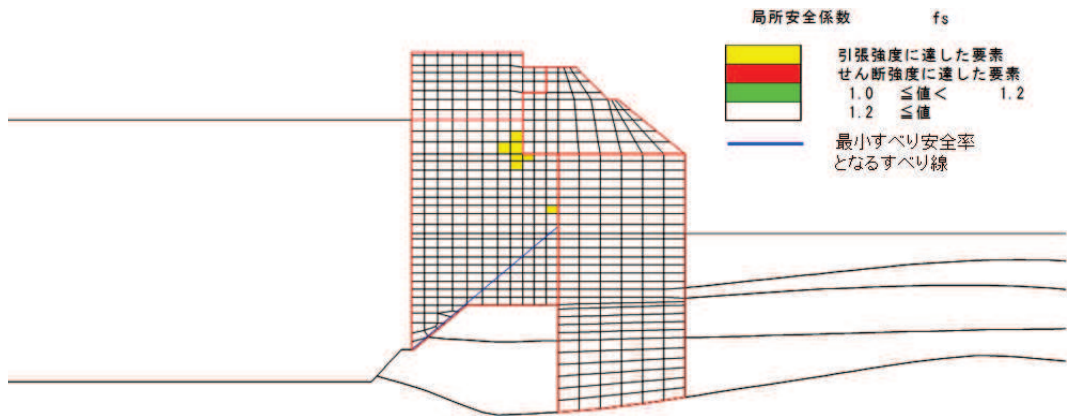 局所安全係数 fs
引張強度に達した要素
せん断強度に達した要素
1.0 ≦値< 1.2
1.2 ≦値
最小すべり安全率
となるすべり線